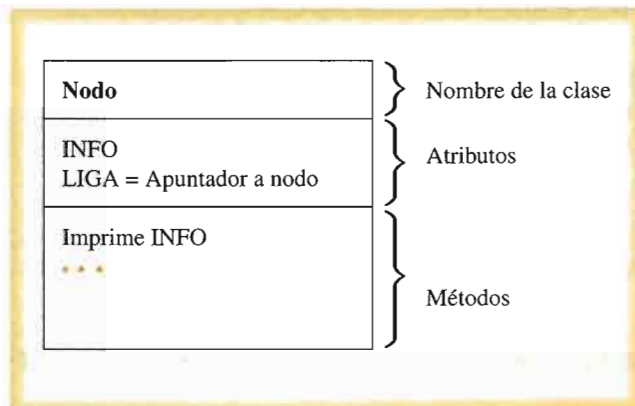 Nodo
Nombre de la clase
INFO
LIGA = Apuntador a nodo
Atributos
Imprime INFO
• • •
Métodos